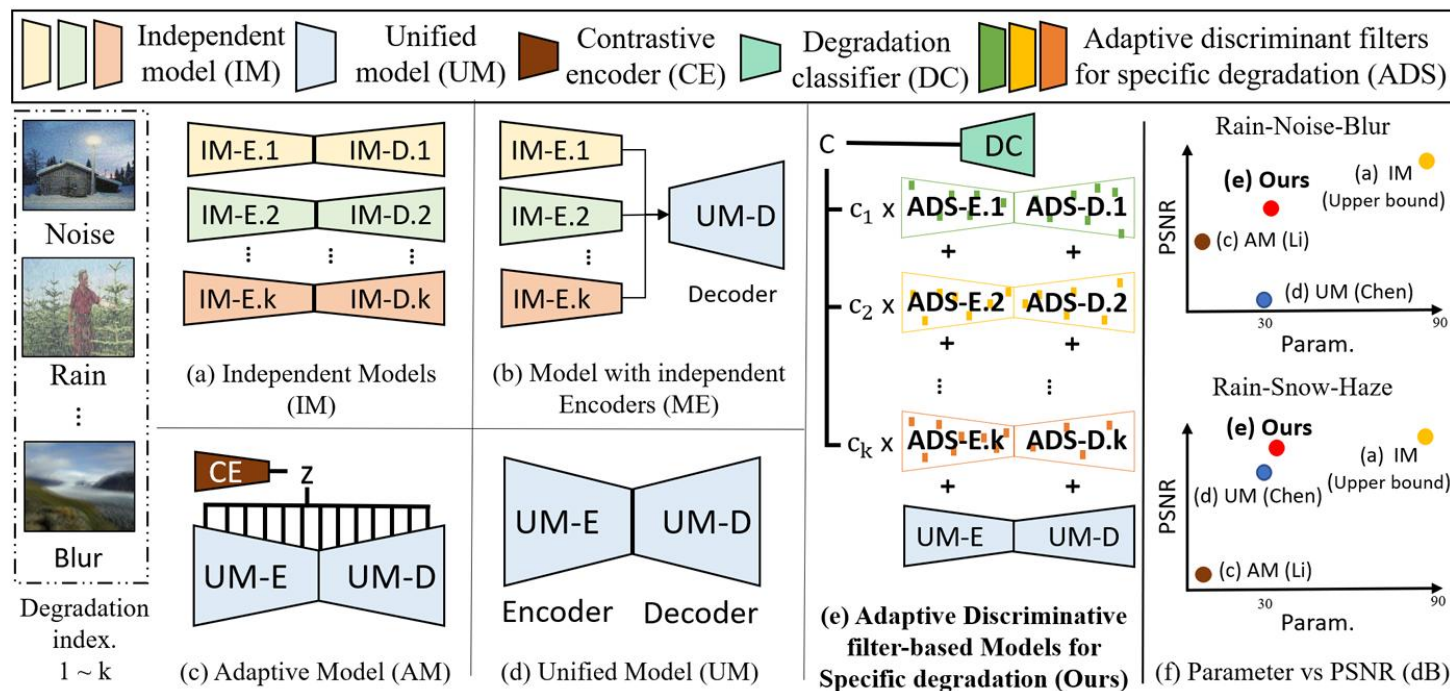 Independent
model (IM)
Unified
model (UM)
Contrastive
encoder (CE)
Degradation
classifier (DC)
Adaptive discriminant filters
for specific degradation (ADS)
Noise
Rain
⋮
Blur
Degradation
index.
1 ~ k
IM-E.1 IM-D.1
IM-E.2 IM-D.2
⋮ ⋮ ⋮
IM-E.k IM-D.k
(a) Independent Models
(IM)
IM-E.1
IM-E.2
⋮
IM-E.k
UM-D
Decoder
(b) Model with independent
Encoders (ME)
CE
z
UM-E UM-D
(c) Adaptive Model (AM)
UM-E UM-D
Encoder Decoder
(d) Unified Model (UM)
C
DC
c₁ x ADS-E.1 ADS-D.1
+ +
c₂ x ADS-E.2 ADS-D.2
+ +
⋮ ⋮
cₖ x ADS-E.k ADS-D.k
+ +
UM-E UM-D
(e) Adaptive Discriminative
filter-based Models for
Specific degradation (Ours)
Rain-Noise-Blur
PSNR
(e) Ours
(a) IM
(Upper bound)
(c) AM (Li)
(d) UM (Chen)
30 90
Param.
Rain-Snow-Haze
PSNR
(e) Ours
(a) IM
(Upper bound)
(d) UM (Chen)
(c) AM (Li)
30 90
Param.
(f) Parameter vs PSNR (dB)